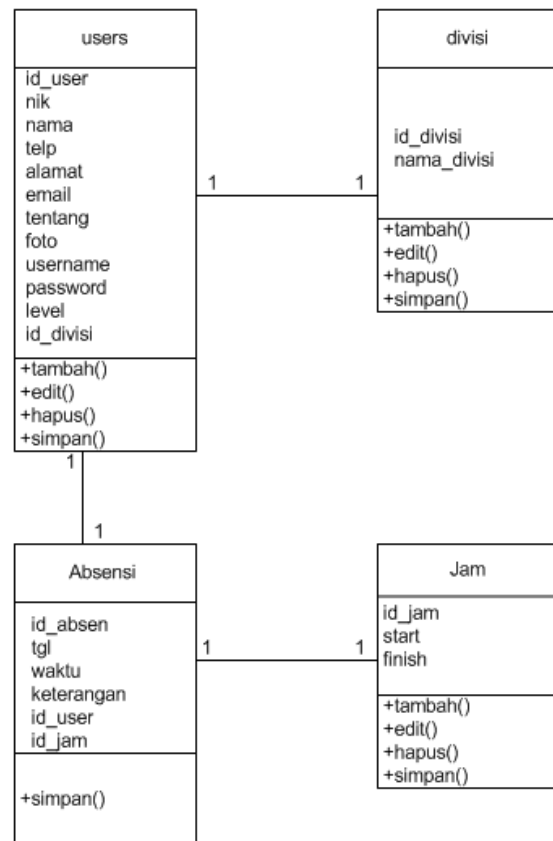 users
id_user
nik
nama
telp
alamat
email
tentang
foto
username
password
level
id_divisi
+tambah()
+edit()
+hapus()
+simpan()
1
1
divisi
id_divisi
nama_divisi
+tambah()
+edit()
+hapus()
+simpan()
1
1
Absensi
id_absen
tgl
waktu
keterangan
id_user
id_jam
+simpan()
1
1
Jam
id_jam
start
finish
+tambah()
+edit()
+hapus()
+simpan()